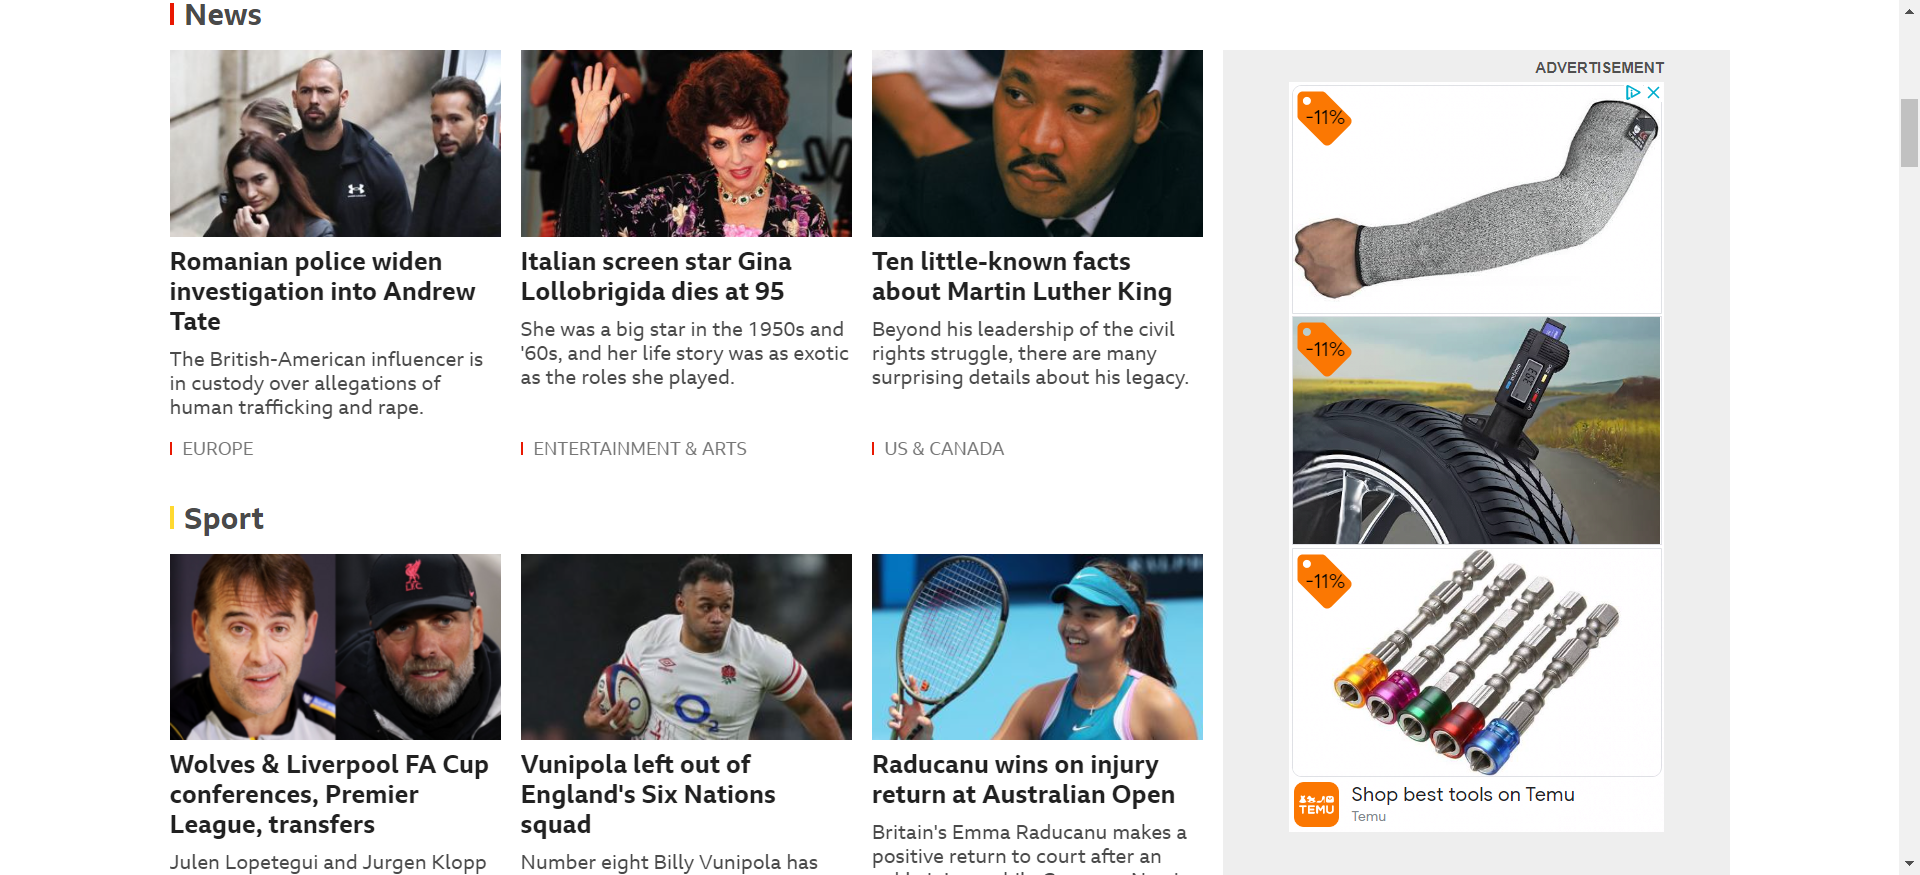 News
Romanian police widen
investigation into Andrew
Tate
The British-American influencer is
in custody over allegations of
human trafficking and rape.
EUROPE
Italian screen star Gina
Lollobrigida dies at 95
She was a big star in the 1950s and
'60s, and her life story was as exotic
as the roles she played.
ENTERTAINMENT & ARTS
Ten little-known facts
about Martin Luther King
Beyond his leadership of the civil
rights struggle, there are many
surprising details about his legacy.
US & CANADA
Sport
L.F.C.
Wolves & Liverpool FA Cup
conferences, Premier
League, transfers
Julen Lopetegui and Jurgen Klopp
O2
Vunipola left out of
England's Six Nations
squad
Number eight Billy Vunipola has
Raducanu wins on injury
return at Australian Open
Britain's Emma Raducanu makes a
positive return to court after an
ADVERTISEMENT
-11%
-11%
-11%
TEMU
Shop best tools on Temu
Temu